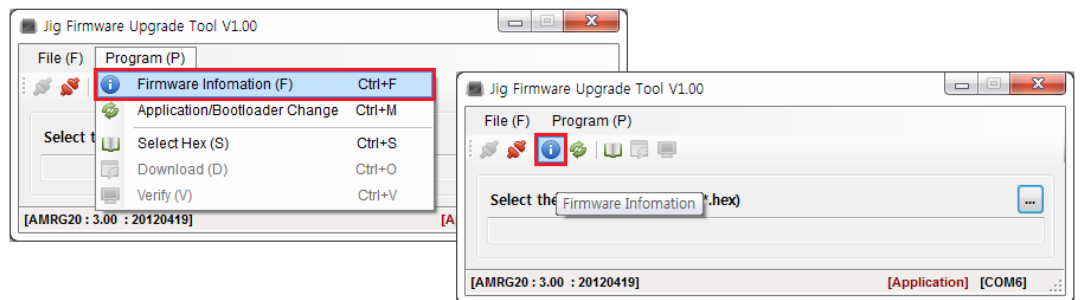 Jig Firmware Upgrade Tool V1.00
File (F) Program (P)
Firmware Infomation (F) Ctrl+F
Application/Bootloader Change Ctrl+M
Select t
Select Hex (S) Ctrl+S
Download (D) Ctrl+O
Verify (V) Ctrl+V
[AMRG20 : 3.00 : 20120419] [A
Jig Firmware Upgrade Tool V1.00
File (F) Program (P)
Select the *.hex) ...
Firmware Infomation
[AMRG20 : 3.00 : 20120419] [Application] [COM6]